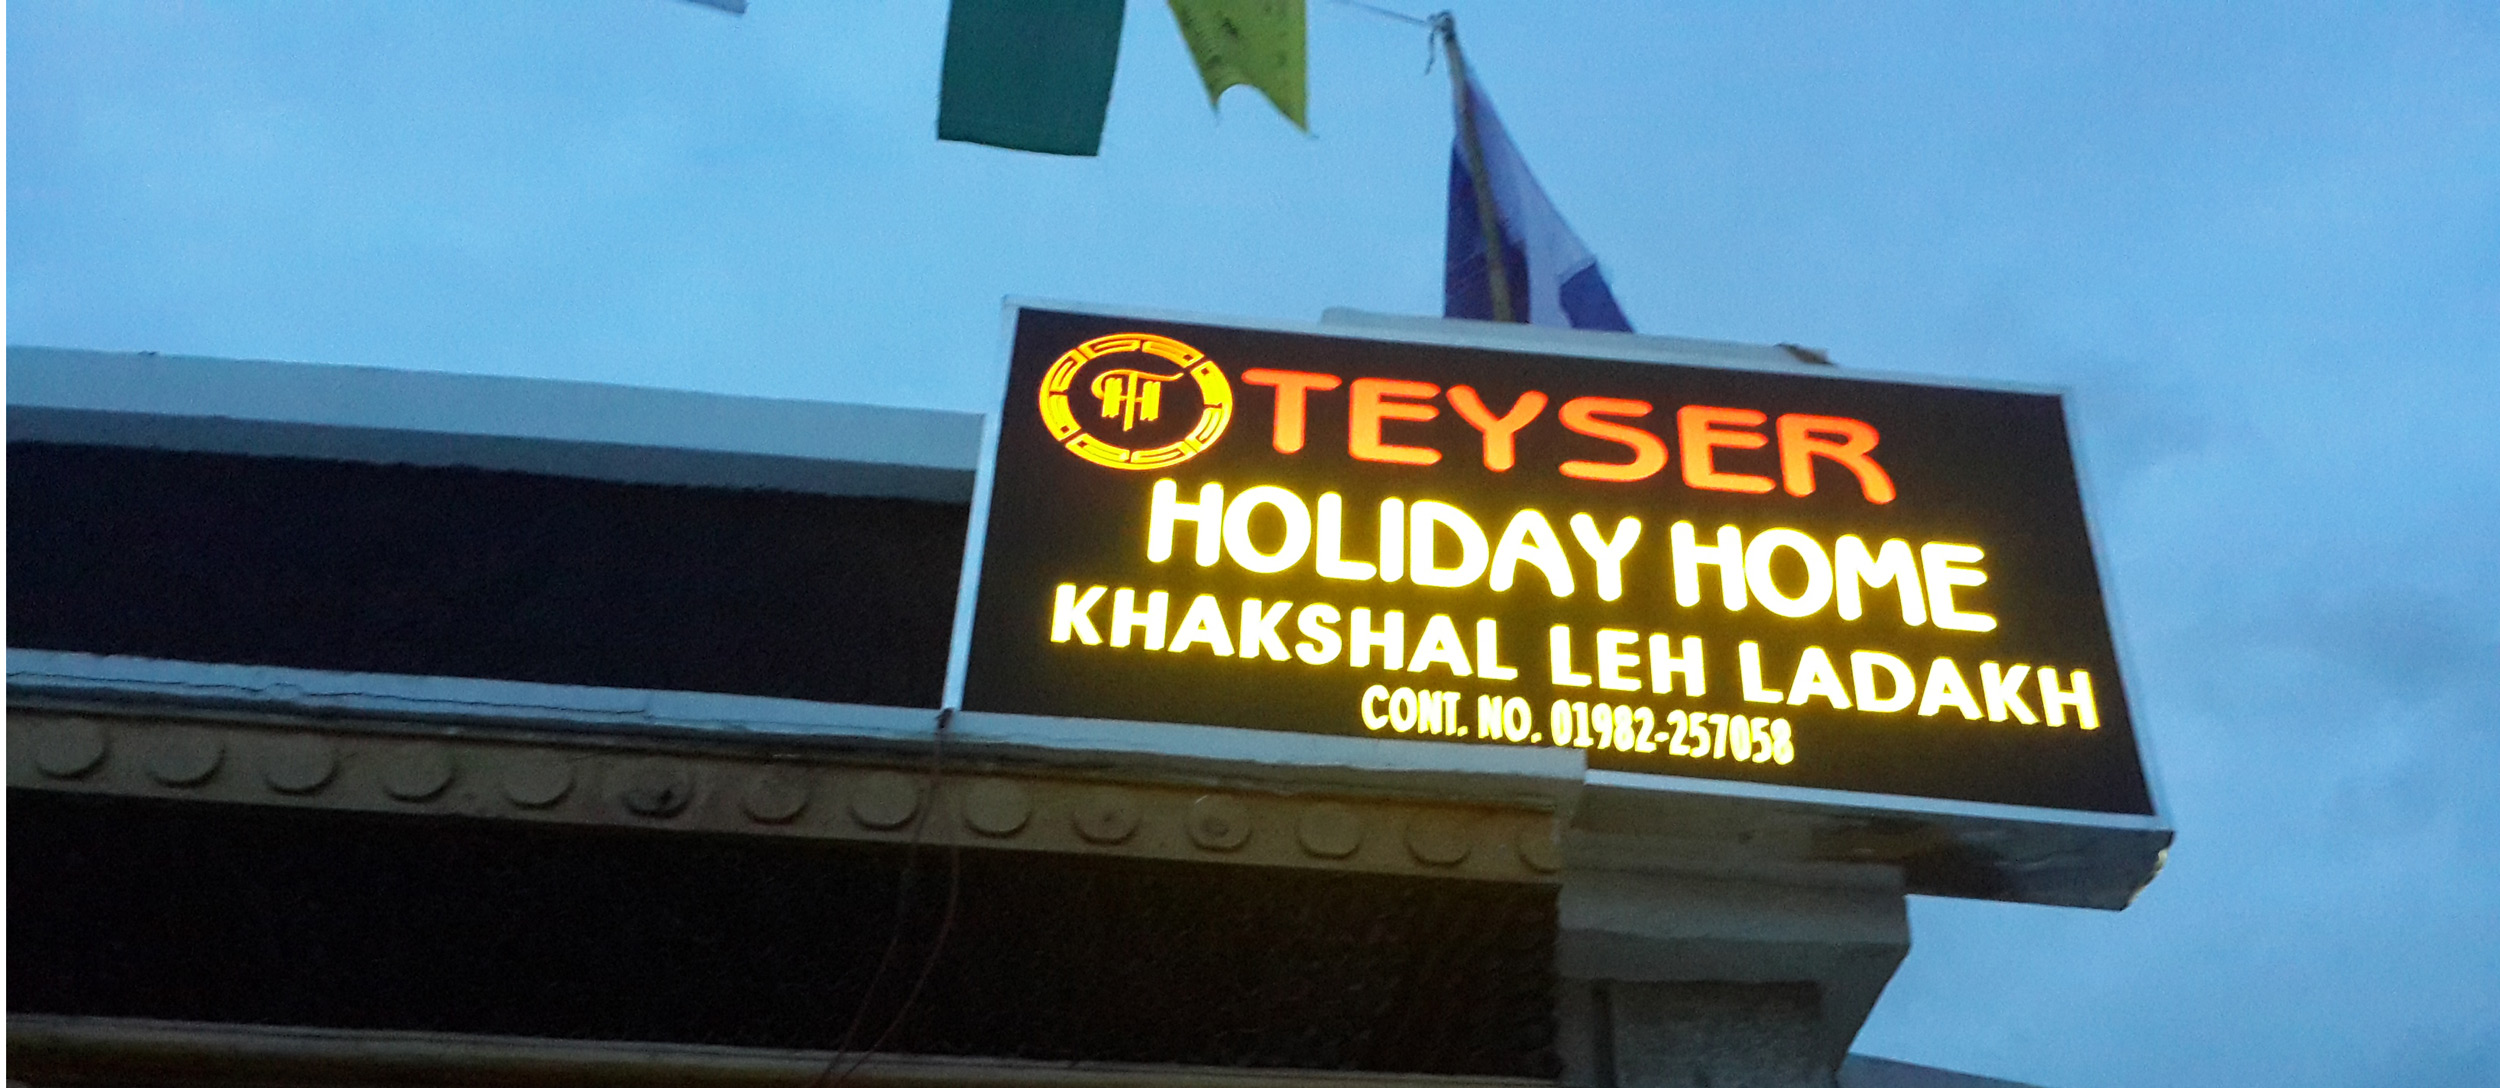 TEYSER
HOLIDAY HOME
KHAKSHAL LEH LADAKH
CONT. NO. 01982-257058